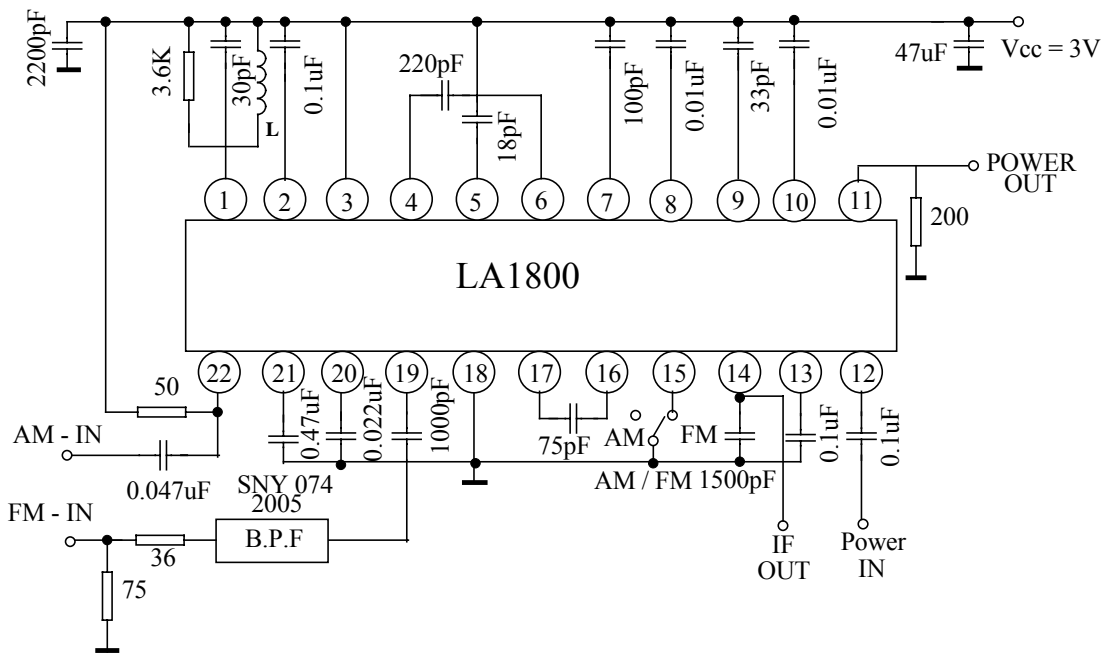 2200pF
3.6K
30pF
L
0.1uF
220pF
18pF
100pF
0.01uF
33pF
0.01uF
47uF
Vcc = 3V
POWER
OUT
200
1
2
3
4
5
6
7
8
9
10
11
LA1800
22
21
20
19
18
17
16
15
14
13
12
50
AM - IN
0.047uF
0.47uF
0.022uF
1000pF
75pF
AM
FM
AM / FM
1500pF
0.1uF
0.1uF
SNY 074
2005
B.P.F
FM - IN
36
75
IF
OUT
Power
IN